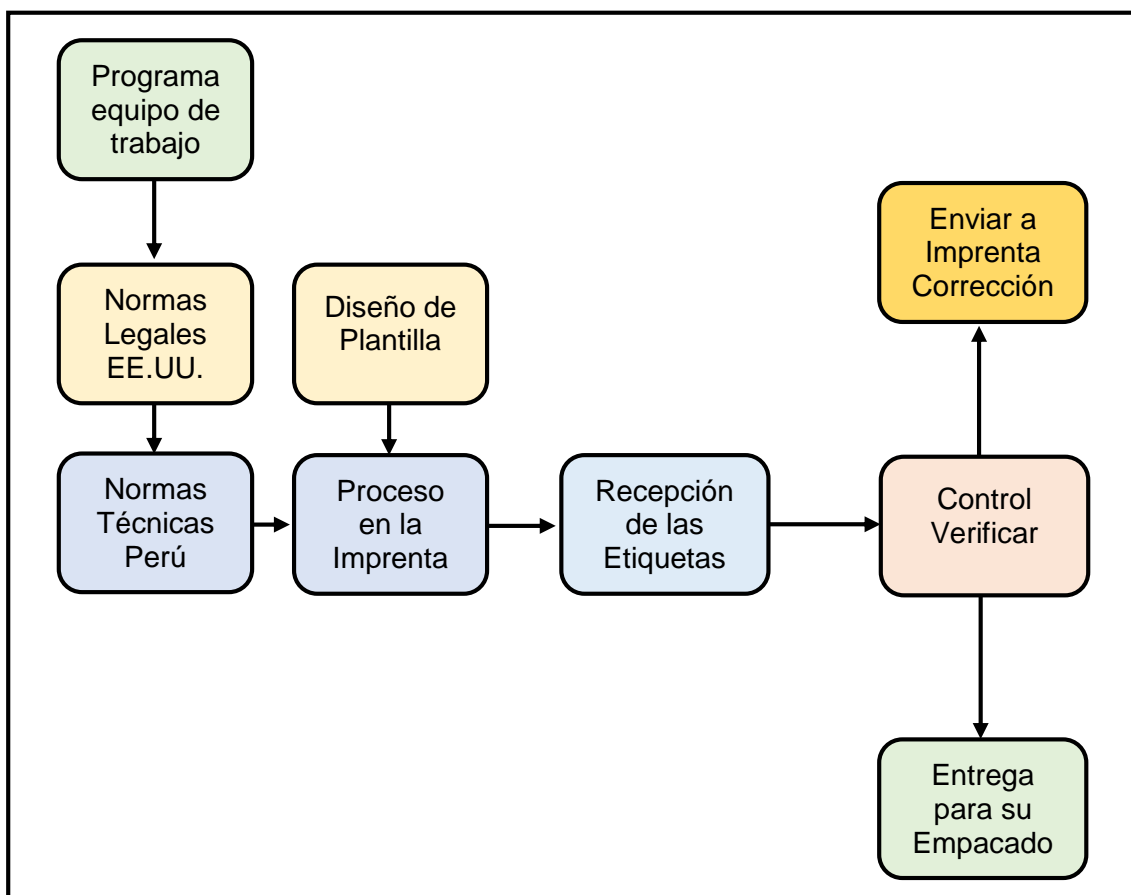 Programa
equipo de
trabajo
Normas
Legales
EE.UU.
Diseño de
Plantilla
Enviar a
Imprenta
Corrección
Normas
Técnicas
Perú
Proceso
en la
Imprenta
Recepción
de las
Etiquetas
Control
Verificar
Entrega
para su
Empacado